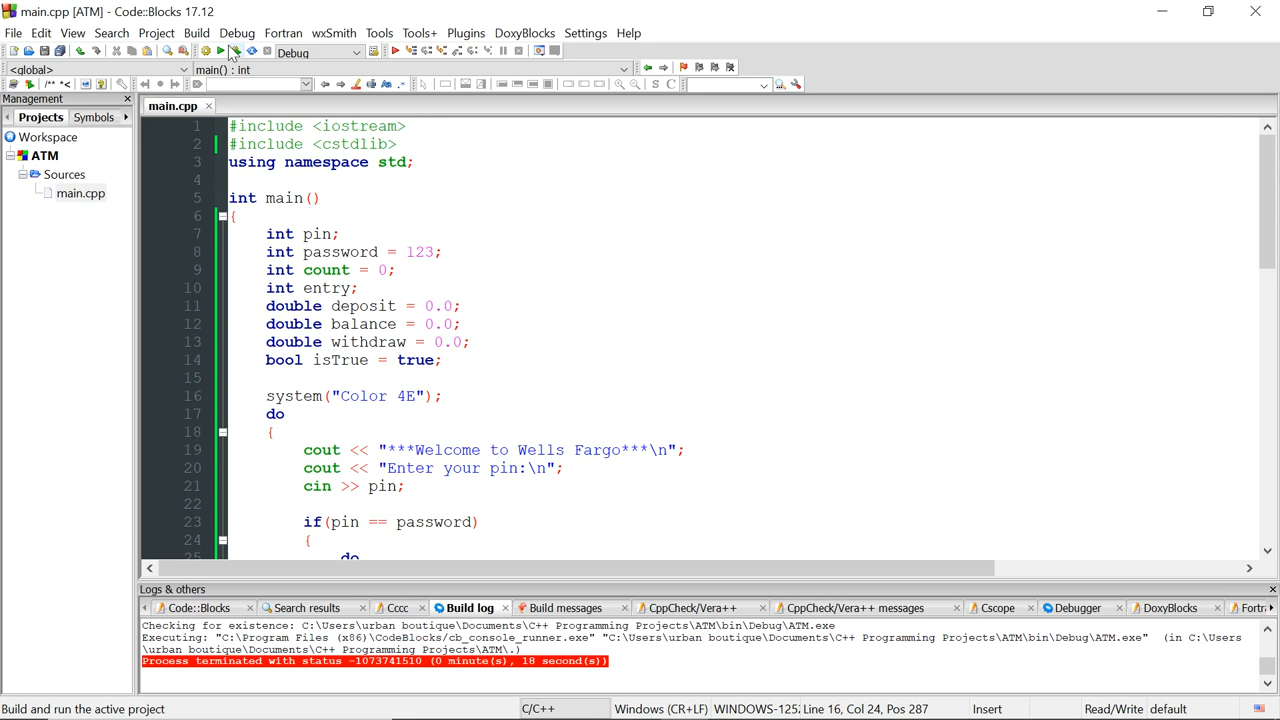 main.cpp [ATM] - Code::Blocks 17.12
File Edit View Search Project Build Debug Fortran wxSmith Tools Tools+ Plugins DoxyBlocks Settings Help
Debug
<global> main() : int
/** *<
S C
Management
Projects Symbols
Workspace
ATM
Sources
main.cpp
main.cpp
1 #include <iostream>
2 #include <cstdlib>
3 using namespace std;
4
5 int main()
6 {
7 int pin;
8 int password = 123;
9 int count = 0;
10 int entry;
11 double deposit = 0.0;
12 double balance = 0.0;
13 double withdraw = 0.0;
14 bool isTrue = true;
15
16 system("Color 4E");
17 do
18 {
19 cout << "***Welcome to Wells Fargo***\n";
20 cout << "Enter your pin:\n";
21 cin >> pin;
22
23 if(pin == password)
24 {
25 do
Logs & others
Code::Blocks Search results Cccc Build log Build messages CppCheck/Vera++ CppCheck/Vera++ messages Cscope Debugger DoxyBlocks Fortr
Checking for existence: C:\Users\urban boutique\Documents\C++ Programming Projects\ATM\bin\Debug\ATM.exe
Executing: "C:\Program Files (x86)\CodeBlocks/cb_console_runner.exe" "C:\Users\urban boutique\Documents\C++ Programming Projects\ATM\bin\Debug\ATM.exe" (in C:\Users
\urban boutique\Documents\C++ Programming Projects\ATM\.)
Process terminated with status -1073741510 (0 minute(s), 18 second(s))
Build and run the active project C/C++ Windows (CR+LF) WINDOWS-1252 Line 16, Col 24, Pos 287 Insert Read/Write default